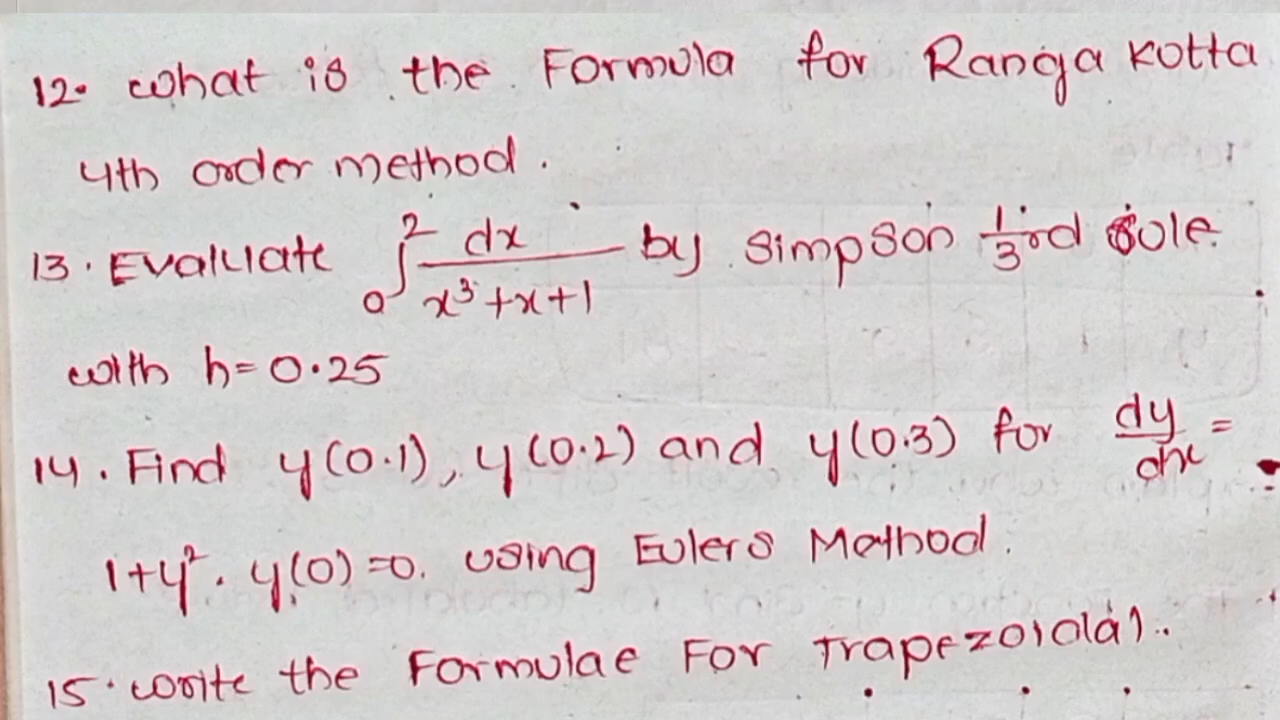 12. What is the Formula for Ranga Kotta
4th order method.
13. Evaluate ∫₀² dx/(x³+x+1) by Simpson 1/3rd rule
with h=0.25
14. Find y(0.1), y(0.2) and y(0.3) for dy/dx =
1+y². y(0)=0. using Eulers Method.
15. write the Formulae For Trapezoidal.